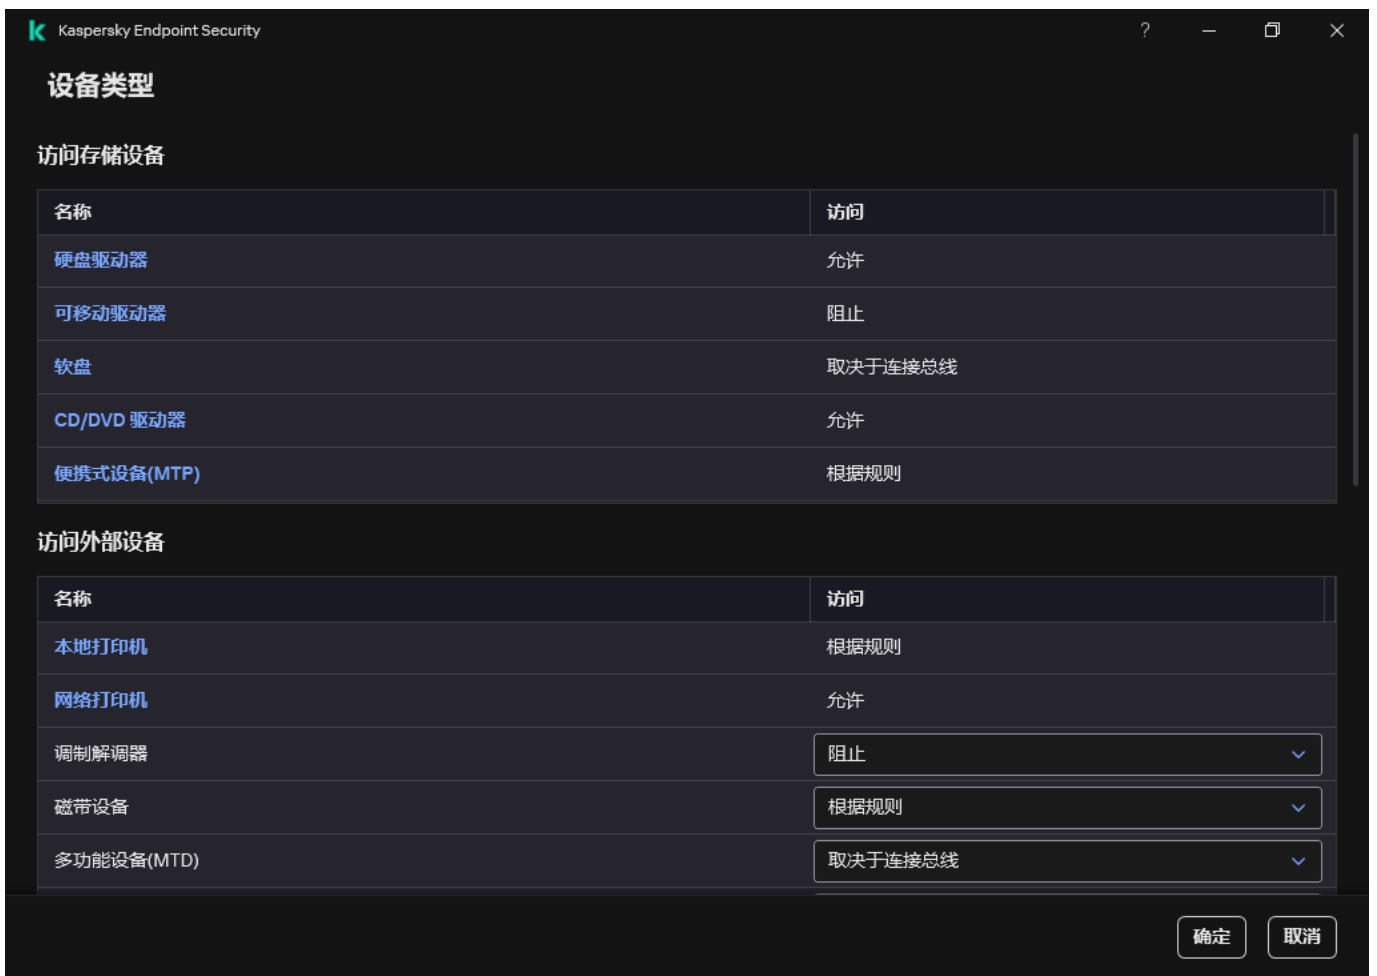 Kaspersky Endpoint Security
设备类型
访问存储设备
名称 访问
硬盘驱动器 允许
可移动驱动器 阻止
软盘 取决于连接总线
CD/DVD 驱动器 允许
便携式设备(MTP) 根据规则
访问外部设备
名称 访问
本地打印机 根据规则
网络打印机 允许
调制解调器 阻止
磁带设备 根据规则
多功能设备(MTD) 取决于连接总线
确定 取消